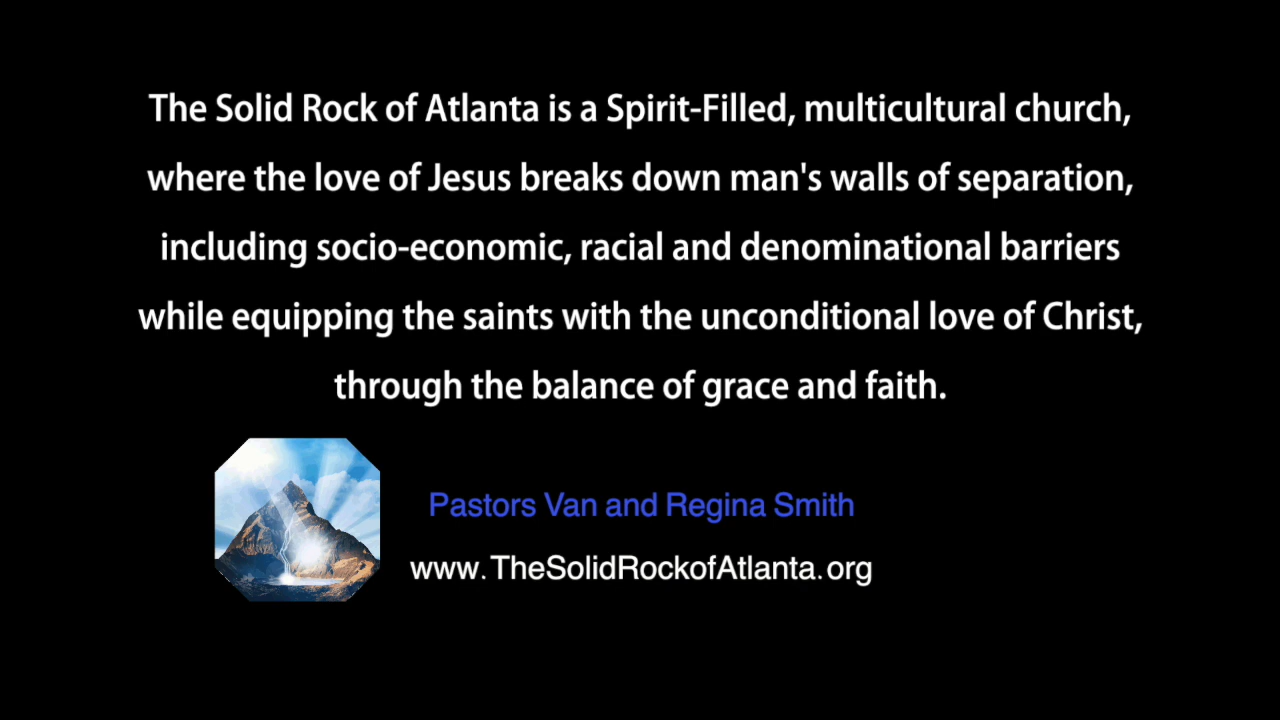 The Solid Rock of Atlanta is a Spirit-Filled, multicultural church,
where the love of Jesus breaks down man's walls of separation,
including socio-economic, racial and denominational barriers
while equipping the saints with the unconditional love of Christ,
through the balance of grace and faith.
Pastors Van and Regina Smith
www.TheSolidRockofAtlanta.org